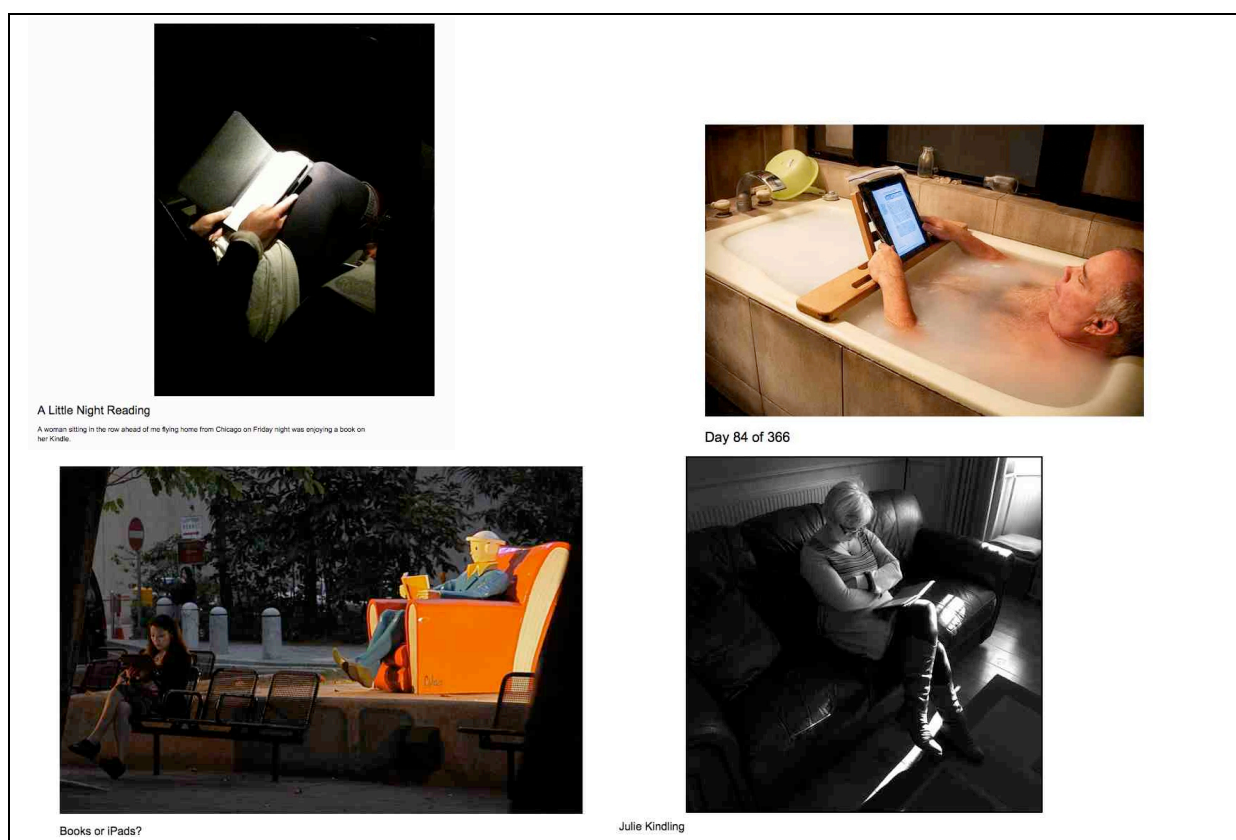 A Little Night Reading
A woman sitting in the row ahead of me flying home from Chicago on Friday night was enjoying a book on
her Kindle.
Day 84 of 366
Books or iPads?
Julie Kindling